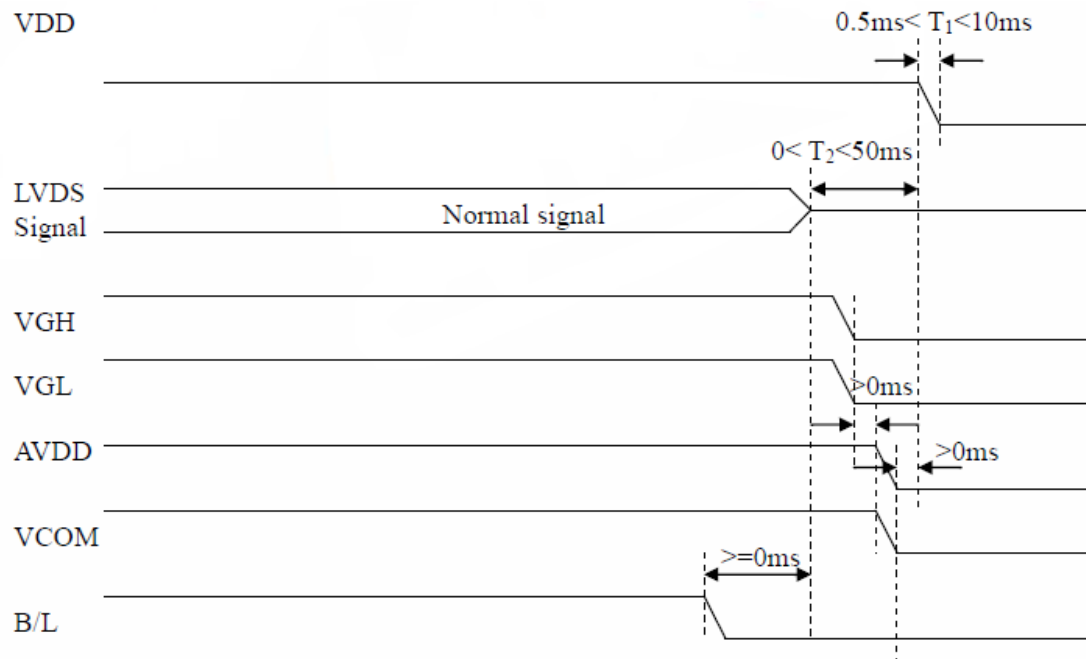 VDD
0.5ms< T₁<10ms
0< T₂<50ms
LVDS
Signal
Normal signal
VGH
VGL
>0ms
AVDD
>0ms
VCOM
>=0ms
B/L